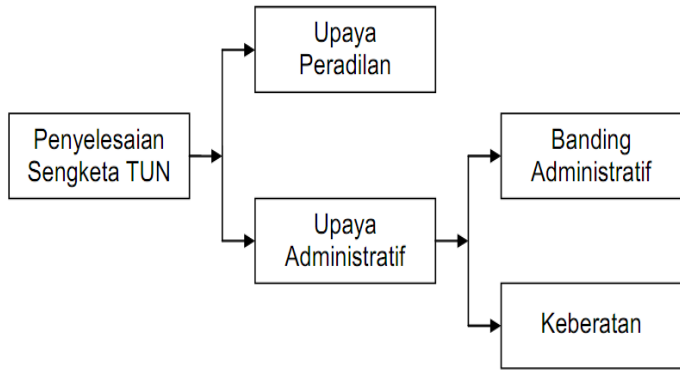 Upaya
Peradilan
Penyelesaian
Sengketa TUN
Banding
Administratif
Upaya
Administratif
Keberatan